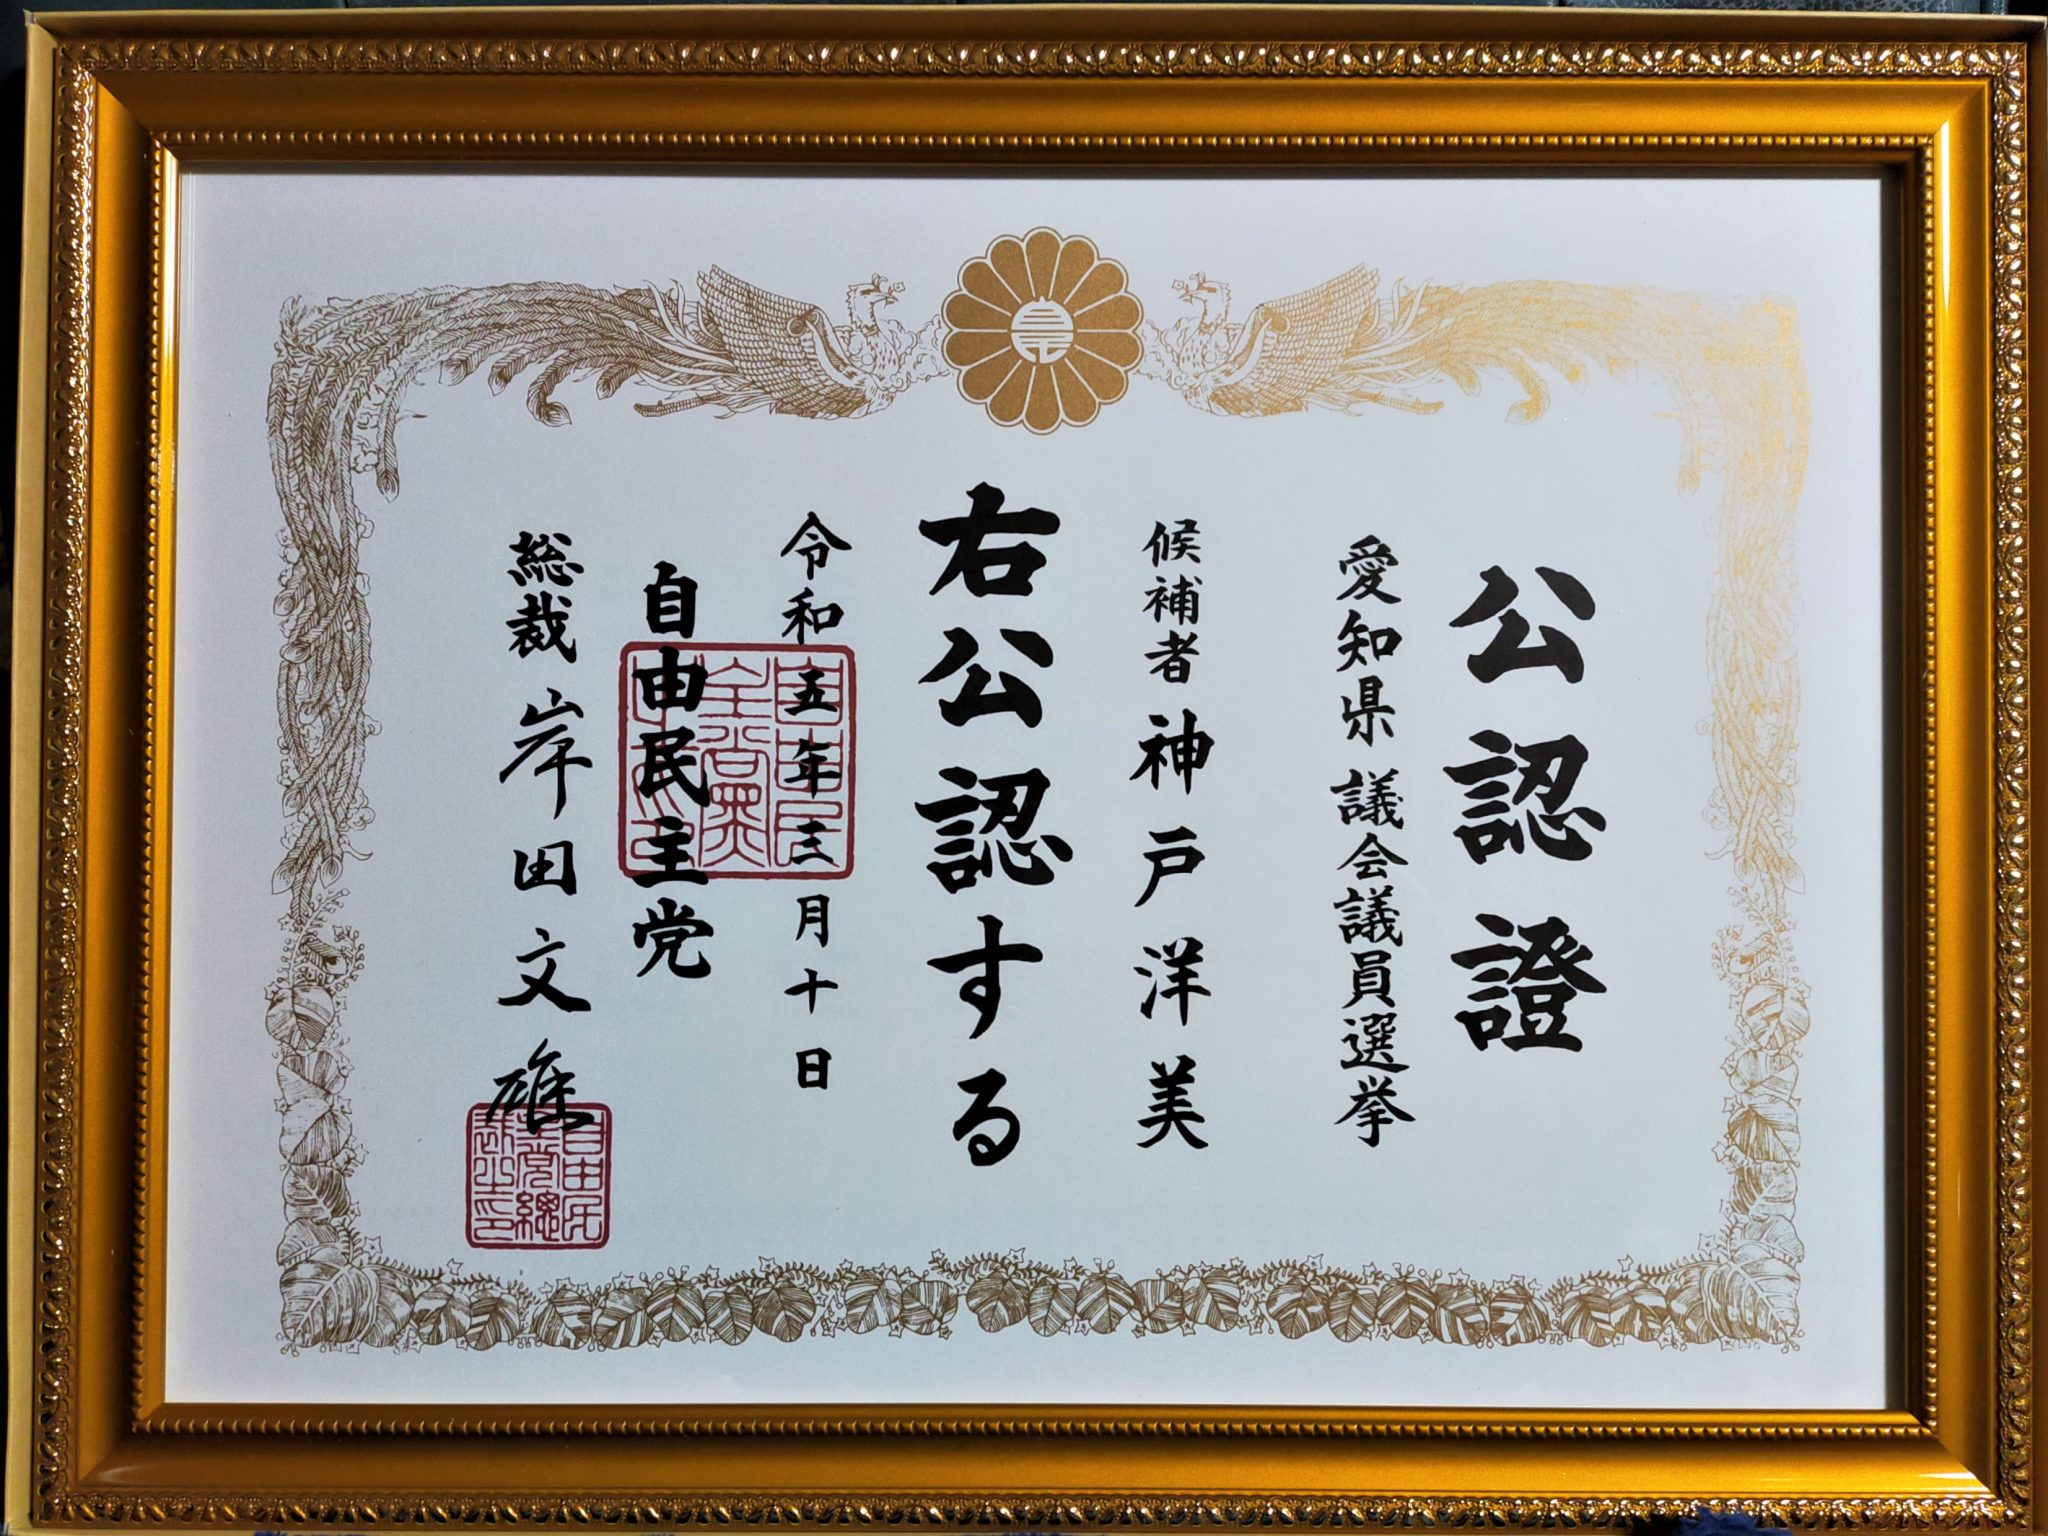 公認證
愛知県議会議員選挙
候補者 神戸洋美
右公認する
令和五年三月十日
自由民主党
総裁 岸田文雄